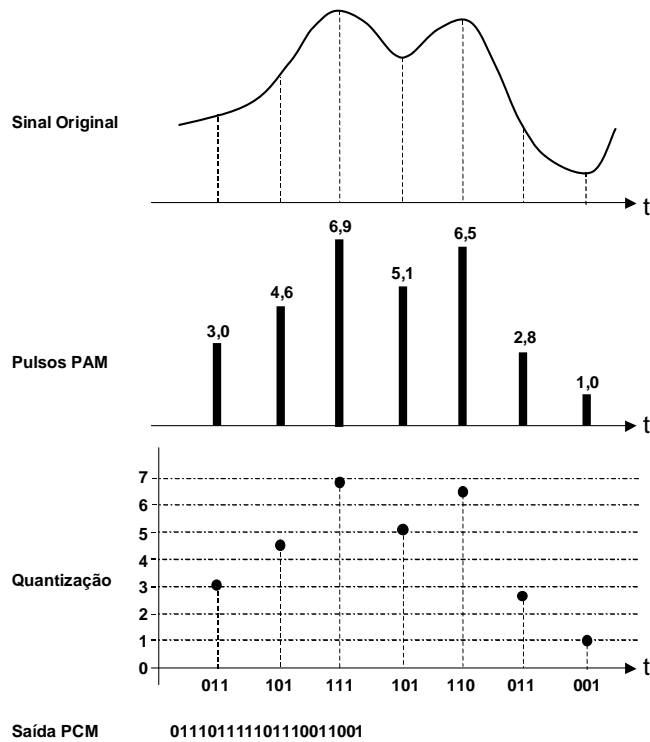 Sinal Original
t
6,9
6,5
5,1
4,6
3,0
2,8
1,0
Pulsos PAM
t
7
6
5
4
3
2
1
0
Quantização
t
011 101 111 101 110 011 001
Saída PCM 011101111101110011001